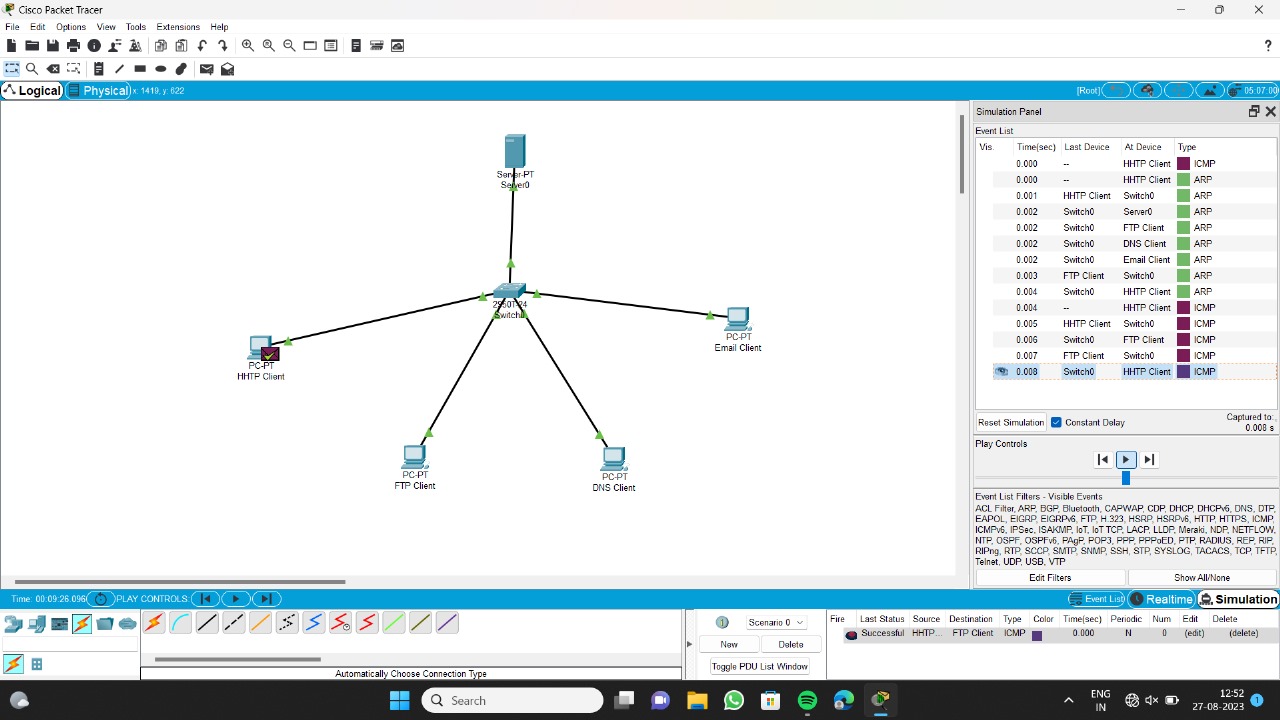 Cisco Packet Tracer
File Edit Options View Tools Extensions Help
?
Logical Physical x: 1419, y: 622 [Root] 05:07:00
Server-PT
Server0
2950T-24
Switch0
PC-PT
HHTP Client
PC-PT
Email Client
PC-PT
FTP Client
PC-PT
DNS Client
Simulation Panel
Event List
Vis. Time(sec) Last Device At Device Type
0.000 -- HHTP Client ICMP
0.000 -- HHTP Client ARP
0.001 HHTP Client Switch0 ARP
0.002 Switch0 Server0 ARP
0.002 Switch0 FTP Client ARP
0.002 Switch0 DNS Client ARP
0.002 Switch0 Email Client ARP
0.003 FTP Client Switch0 ARP
0.004 Switch0 HHTP Client ARP
0.004 -- HHTP Client ICMP
0.005 HHTP Client Switch0 ICMP
0.006 Switch0 FTP Client ICMP
0.007 FTP Client Switch0 ICMP
0.008 Switch0 HHTP Client ICMP
Reset Simulation Constant Delay Captured to:
0.008 s
Play Controls
Event List Filters - Visible Events
ACL Filter, ARP, BGP, Bluetooth, CAPWAP, CDP, DHCP, DHCPv6, DNS, DTP,
EAPOL, EIGRP, EIGRPv6, FTP, H.323, HSRP, HSRPv6, HTTP, HTTPS, ICMP,
ICMPv6, IPSec, ISAKMP, IoT, IoT TCP, LACP, LLDP, Meraki, NDP, NETFLOW,
NTP, OSPF, OSPFv6, PAgP, POP3, PPP, PPPoED, PTP, RADIUS, REP, RIP,
RIPng, RTP, SCCP, SMTP, SNMP, SSH, STP, SYSLOG, TACACS, TCP, TFTP,
Telnet, UDP, USB, VTP
Edit Filters Show All/None
Time: 00:09:26.096 PLAY CONTROLS: Event List Realtime Simulation
Automatically Choose Connection Type
Scenario 0
New Delete
Toggle PDU List Window
Fire Last Status Source Destination Type Color Time(sec) Periodic Num Edit Delete
Successful HHTP... FTP Client ICMP 0.000 N 0 (edit) (delete)
Search
ENG
IN
12:52
27-08-2023
1